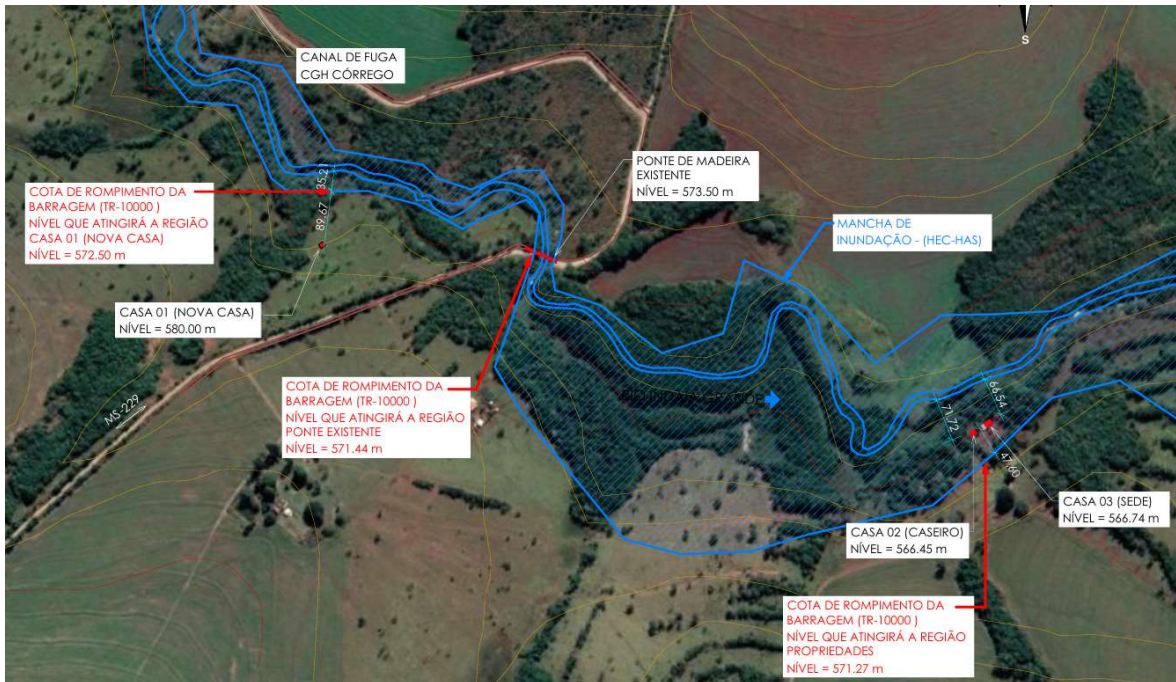 S
CANAL DE FUGA
CGH CÓRREGO
PONTE DE MADEIRA
EXISTENTE
NÍVEL = 573.50 m
35.21
89.67
COTA DE ROMPIMENTO DA
BARRAGEM (TR-10000 )
NÍVEL QUE ATINGIRÁ A REGIÃO
CASA 01 (NOVA CASA)
NÍVEL = 572.50 m
MANCHA DE
INUNDAÇÃO - (HEC-HAS)
CASA 01 (NOVA CASA)
NÍVEL = 580.00 m
COTA DE ROMPIMENTO DA
BARRAGEM (TR-10000 )
NÍVEL QUE ATINGIRÁ A REGIÃO
PONTE EXISTENTE
NÍVEL = 571.44 m
MS-229
GRANDE
66.54
71.72
47.60
CASA 03 (SEDE)
NÍVEL = 566.74 m
CASA 02 (CASEIRO)
NÍVEL = 566.45 m
COTA DE ROMPIMENTO DA
BARRAGEM (TR-10000 )
NÍVEL QUE ATINGIRÁ A REGIÃO
PROPRIEDADES
NÍVEL = 571.27 m